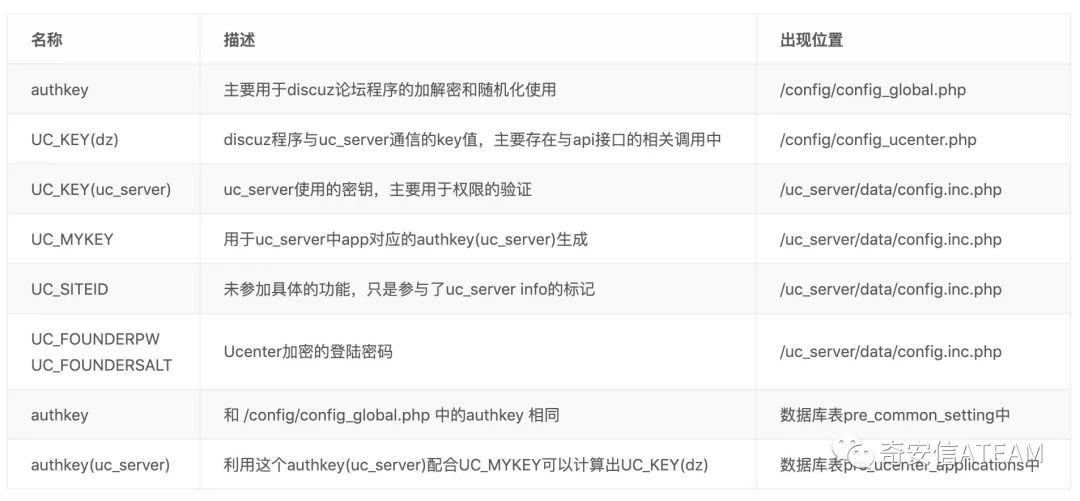 名称 描述 出现位置
authkey 主要用于discuz论坛程序的加解密和随机化使用 /config/config_global.php
UC_KEY(dz) discuz程序与uc_server通信的key值，主要存在与api接口的相关调用中 /config/config_ucenter.php
UC_KEY(uc_server) uc_server使用的密钥，主要用于权限的验证 /uc_server/data/config.inc.php
UC_MYKEY 用于uc_server中app对应的authkey(uc_server)生成 /uc_server/data/config.inc.php
UC_SITEID 未参加具体的功能，只是参与了uc_server info的标记 /uc_server/data/config.inc.php
UC_FOUNDERPW
UC_FOUNDERSALT
Ucenter加密的登陆密码 /uc_server/data/config.inc.php
authkey 和 /config/config_global.php 中的authkey 相同 数据库表pre_common_setting中
authkey(uc_server) 利用这个authkey(uc_server)配合UC_MYKEY可以计算出UC_KEY(dz) 数据库表pre_ucenter_applications中
奇安信ATEAM